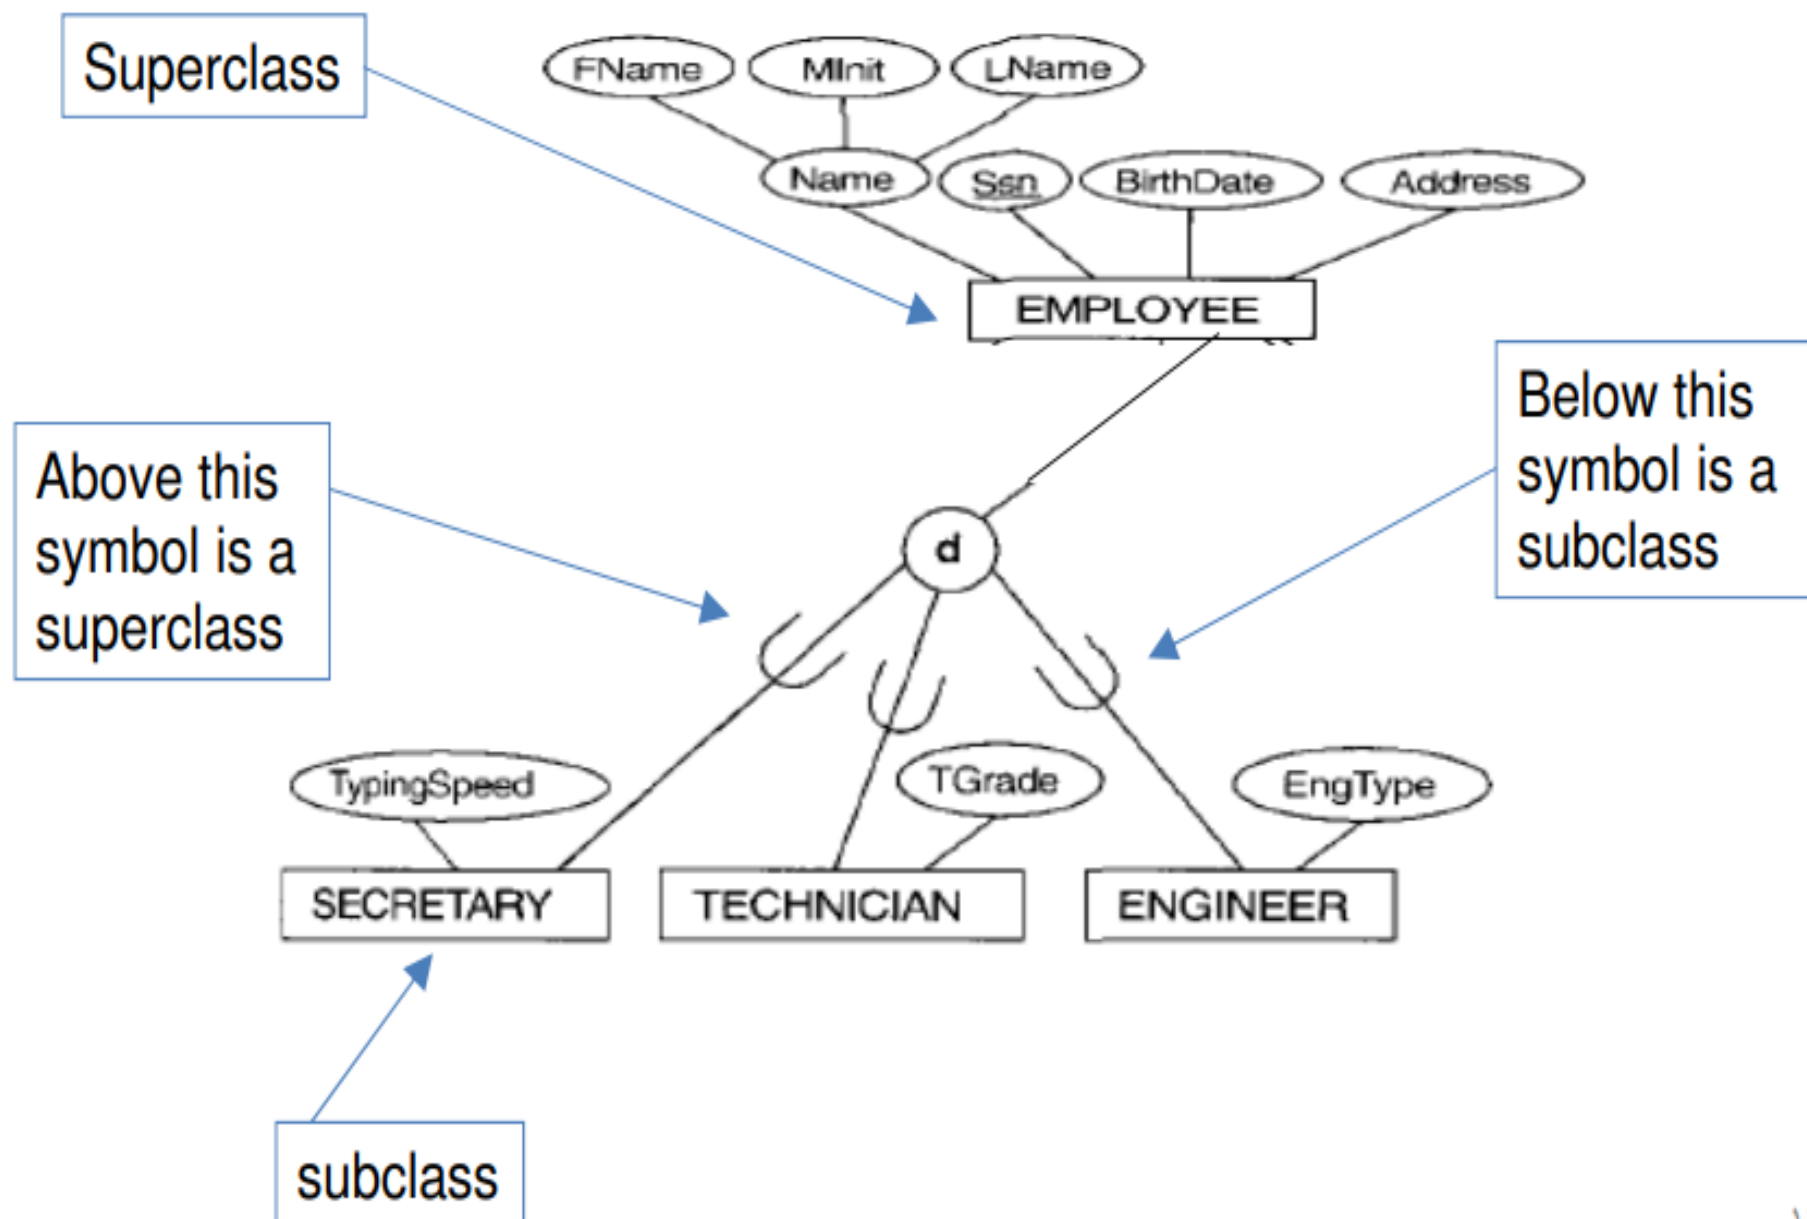 Superclass
FName MInit LName
Name Ssn BirthDate Address
EMPLOYEE
Above this
symbol is a
superclass
Below this
symbol is a
subclass
d
TypingSpeed TGrade EngType
SECRETARY TECHNICIAN ENGINEER
subclass